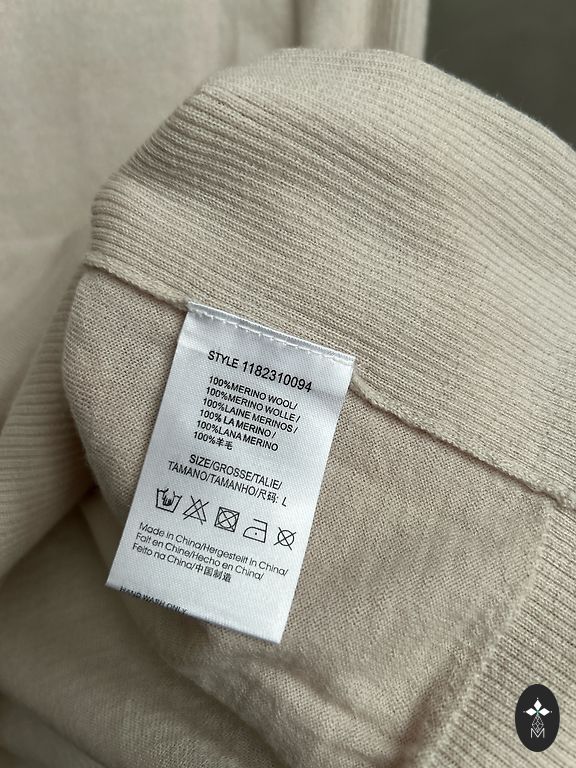 STYLE 1182310094
100%MERINO WOOL/
100%MERINO WOLLE/
100%LAINE MERINOS/
100% LA MERINO/
100%LANA MERINO
100%羊毛
SIZE/GROSSE/TALIE/
TAMANO/TAMANHO/尺码: L
Made in China/Hergestellt in China/
Fait en Chine/Hecho en China/
Feito na China/中国制造
HAND WASH ONLY
M